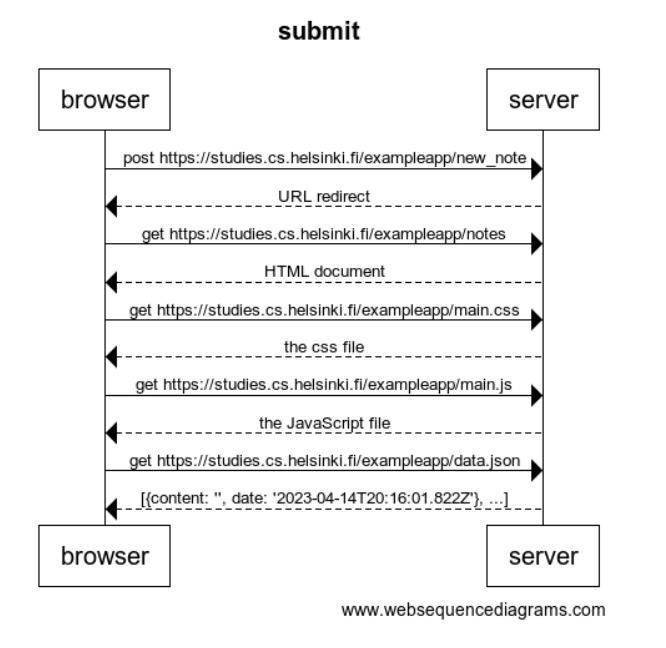 submit
browser server
post https://studies.cs.helsinki.fi/exampleapp/new_note
URL redirect
get https://studies.cs.helsinki.fi/exampleapp/notes
HTML document
get https://studies.cs.helsinki.fi/exampleapp/main.css
the css file
get https://studies.cs.helsinki.fi/exampleapp/main.js
the JavaScript file
get https://studies.cs.helsinki.fi/exampleapp/data.json
[{content: '', date: '2023-04-14T20:16:01.822Z'}, ...]
browser server
www.websequencediagrams.com